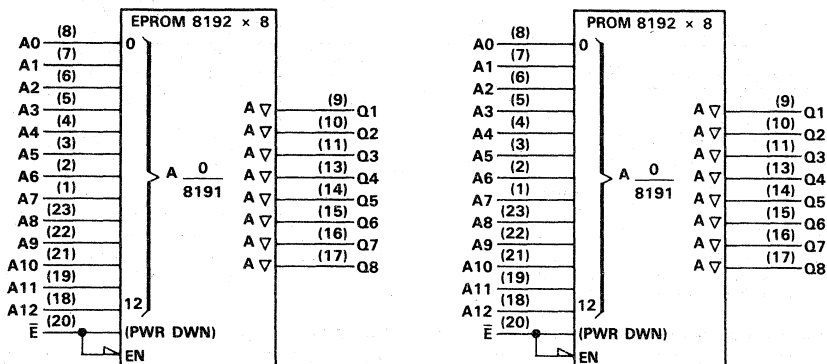 EPROM 8192 × 8
A0 (8) 0
A1 (7)
A2 (6)
A3 (5) A ▽ (9) Q1
A4 (4) A ▽ (10) Q2
A5 (3) A ▽ (11) Q3
A6 (2) A 0/8191 A ▽ (13) Q4
A7 (1) A ▽ (14) Q5
A8 (23) A ▽ (15) Q6
A9 (22) A ▽ (16) Q7
A10 (21) A ▽ (17) Q8
A11 (19)
A12 (18) 12
E̅ (20) (PWR DWN)
EN
PROM 8192 × 8
A0 (8) 0
A1 (7)
A2 (6)
A3 (5) A ▽ (9) Q1
A4 (4) A ▽ (10) Q2
A5 (3) A ▽ (11) Q3
A6 (2) A 0/8191 A ▽ (13) Q4
A7 (1) A ▽ (14) Q5
A8 (23) A ▽ (15) Q6
A9 (22) A ▽ (16) Q7
A10 (21) A ▽ (17) Q8
A11 (19)
A12 (18) 12
E̅ (20) (PWR DWN)
EN